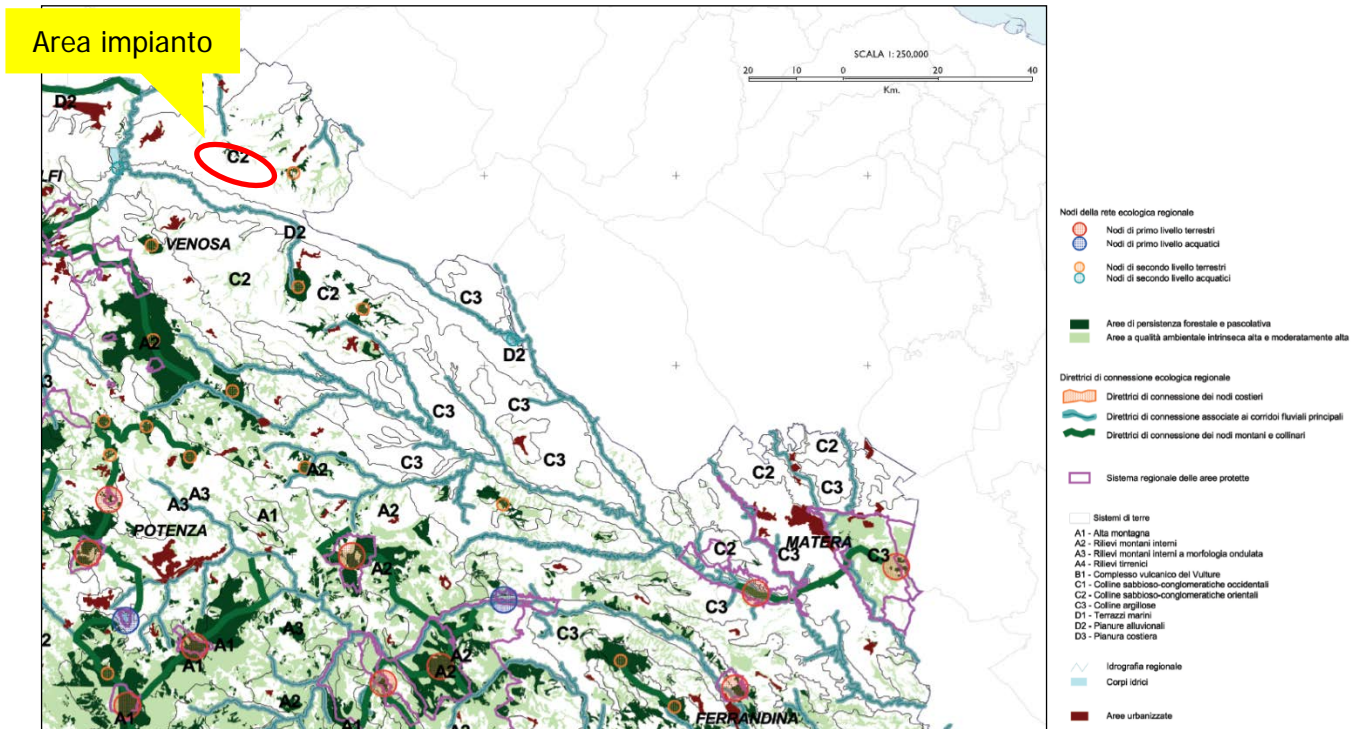 Area impianto
SCALA 1: 250.000
20 10 0 20 40
Km.
D2
C2
LFI
VENOSA
D2
C2
C2
C3
D2
A2
A3
C3
C3
C3
C3
C2
C2
C3
A2
A2
A3
A3
A1
POTENZA
A2
C2
C3
MATERA
C3
C3
A1
A1
A3
C3
A2
A2
A2
A1
A1
A2
FERRANDINA
Nodi della rete ecologica regionale
Nodi di primo livello terrestri
Nodi di primo livello acquatici
Nodi di secondo livello terrestri
Nodi di secondo livello acquatici
Aree di persistenza forestale e pascolativa
Aree a qualità ambientale intrinseca alta e moderatamente alta
Direttrici di connessione ecologica regionale
Direttrici di connessione dei nodi costieri
Direttrici di connessione associate ai corridoi fluviali principali
Direttrici di connessione dei nodi montani e collinari
Sistema regionale delle aree protette
Sistemi di terre
A1 - Alta montagna
A2 - Rilievi montani interni
A3 - Rilievi montani interni a morfologia ondulata
A4 - Rilievi tirrenici
B1 - Complesso vulcanico del Vulture
C1 - Colline sabbioso-conglomeratiche occidentali
C2 - Colline sabbioso-conglomeratiche orientali
C3 - Colline argillose
D1 - Terrazzi marini
D2 - Pianure alluvionali
D3 - Pianura costiera
Idrografia regionale
Corpi idrici
Aree urbanizzate